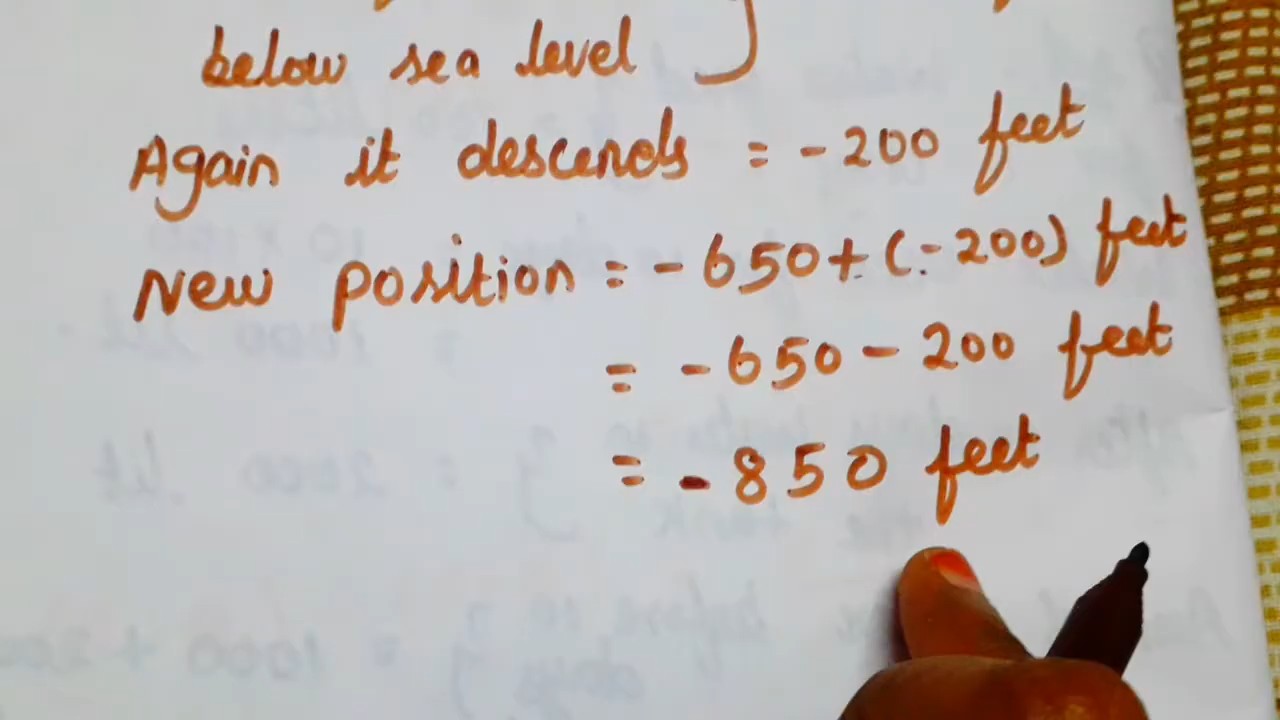 below sea level
Again it descends = -200 feet
New position = -650+(-200) feet
= -650 - 200 feet
= -850 feet